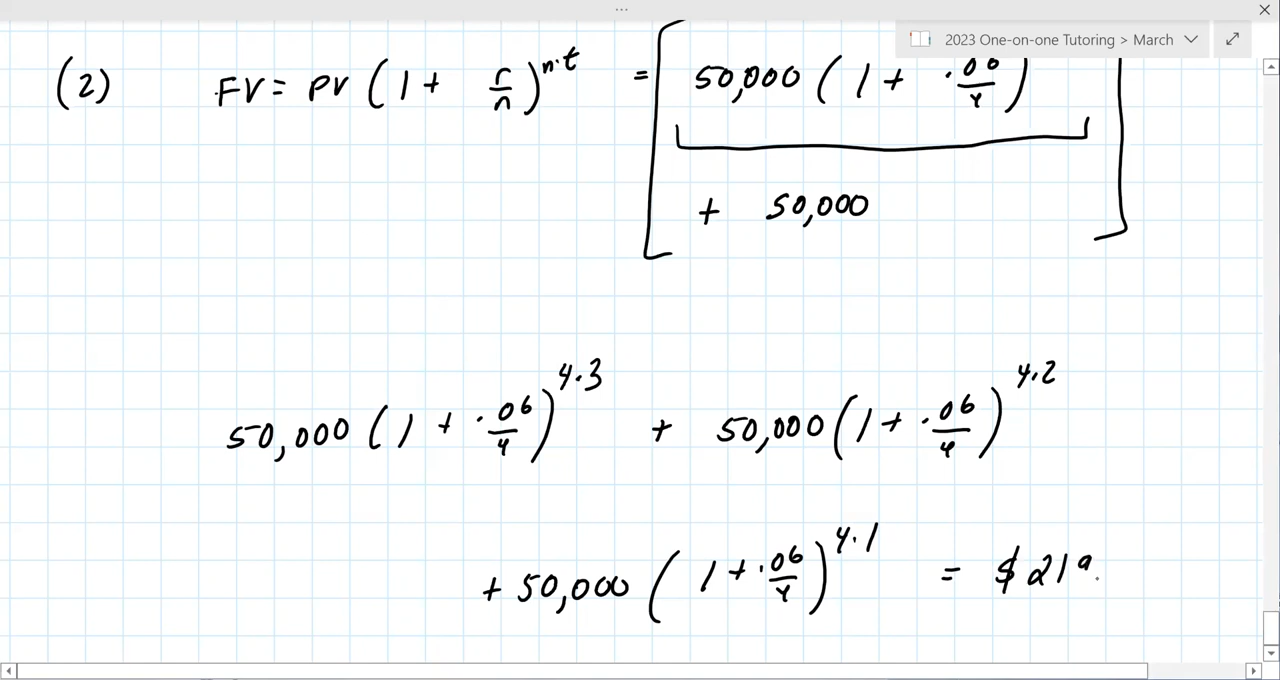 2023 One-on-one Tutoring > March
(2) FV = PV (1 + r/n)^n·t = [50,000 (1 + .06/4)
+ 50,000]
50,000 (1 + .06/4)^4·3 + 50,000 (1 + .06/4)^4·2
+ 50,000 (1 + .06/4)^4·1 = $219